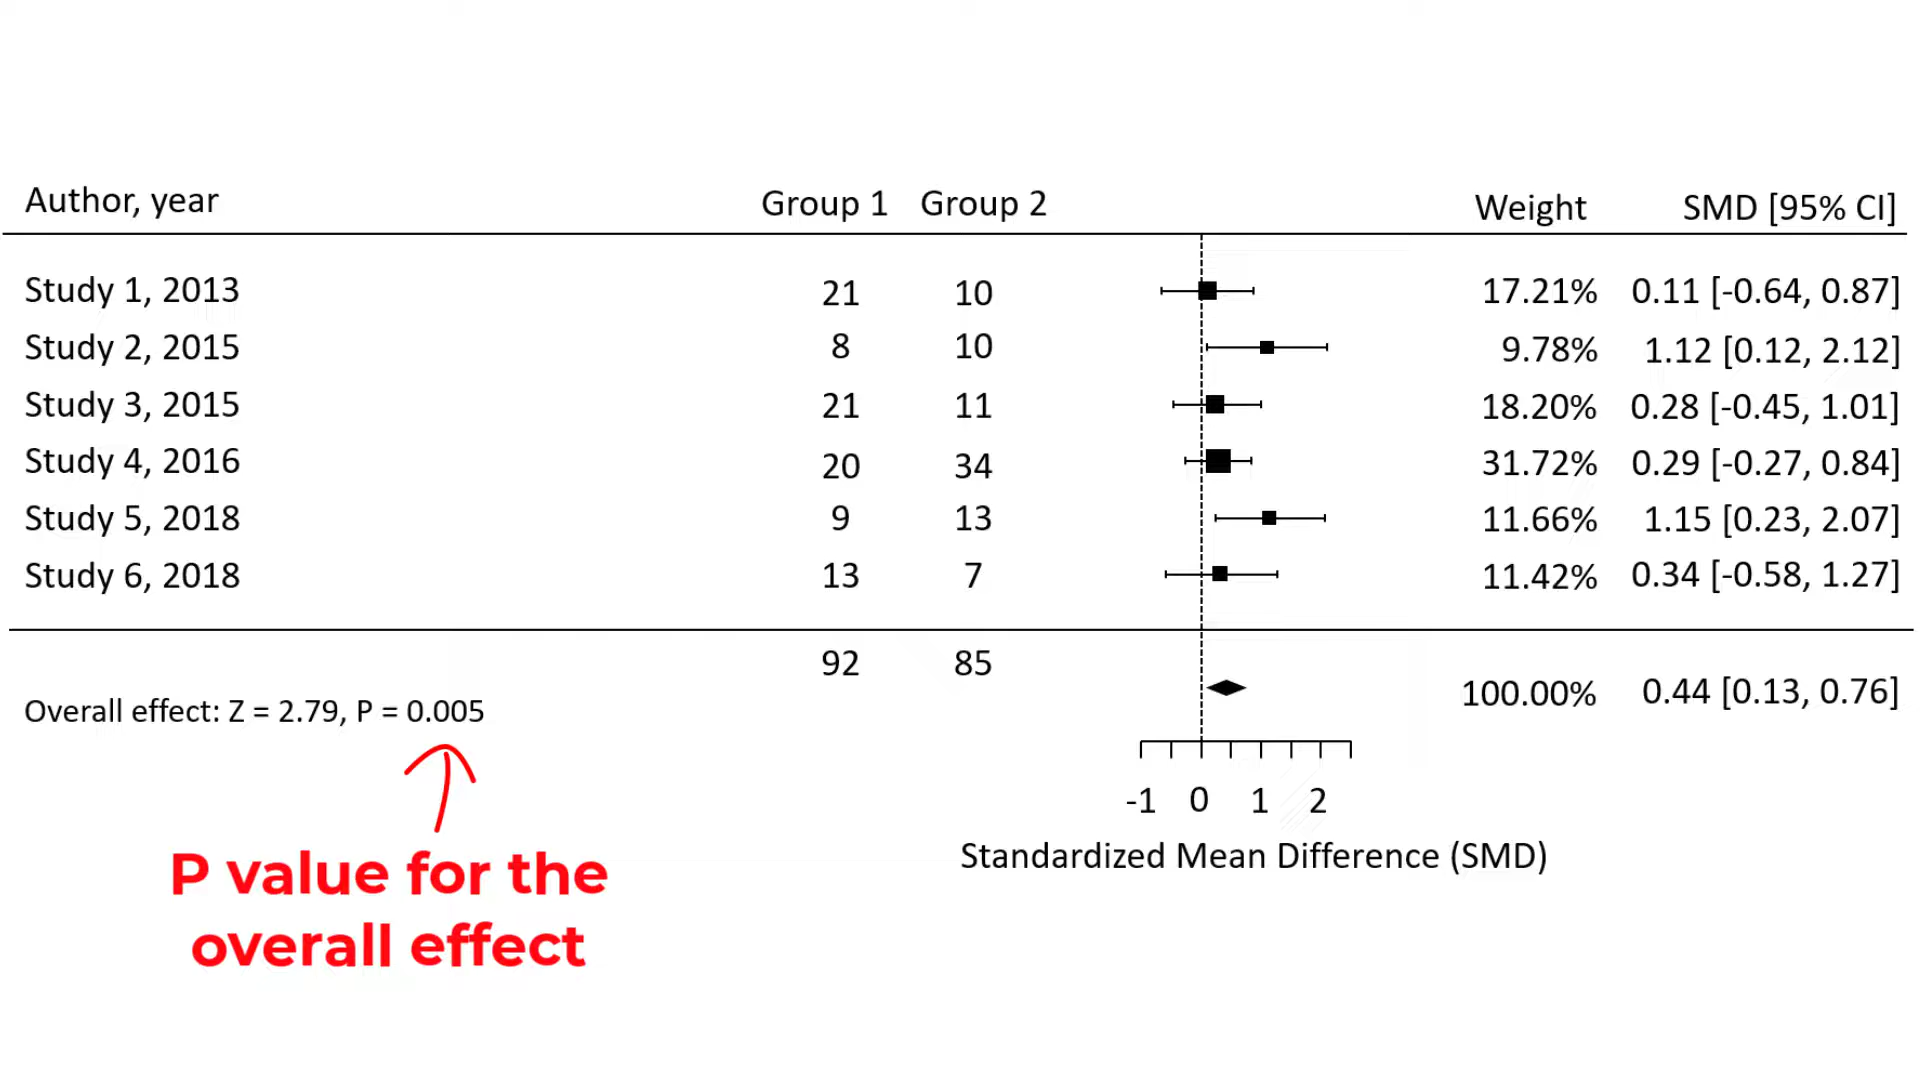 Author, year Group 1 Group 2 Weight SMD [95% CI]
Study 1, 2013 21 10 17.21% 0.11 [-0.64, 0.87]
Study 2, 2015 8 10 9.78% 1.12 [0.12, 2.12]
Study 3, 2015 21 11 18.20% 0.28 [-0.45, 1.01]
Study 4, 2016 20 34 31.72% 0.29 [-0.27, 0.84]
Study 5, 2018 9 13 11.66% 1.15 [0.23, 2.07]
Study 6, 2018 13 7 11.42% 0.34 [-0.58, 1.27]
92 85 100.00% 0.44 [0.13, 0.76]
Overall effect: Z = 2.79, P = 0.005
-1 0 1 2
Standardized Mean Difference (SMD)
P value for the
overall effect